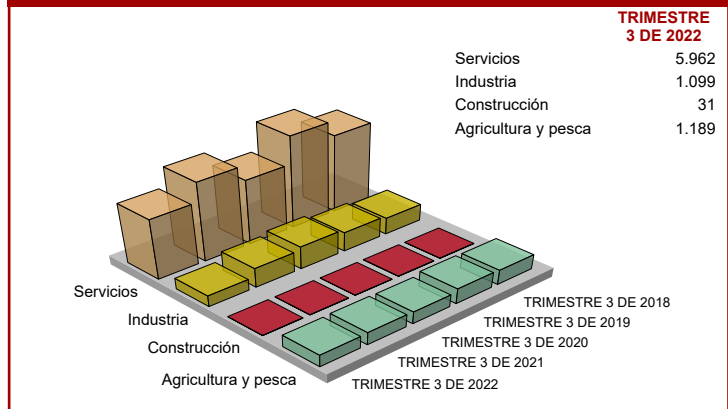 TRIMESTRE
3 DE 2022
Servicios 5.962
Industria 1.099
Construcción 31
Agricultura y pesca 1.189
Servicios
Industria
Construcción
Agricultura y pesca
TRIMESTRE 3 DE 2018
TRIMESTRE 3 DE 2019
TRIMESTRE 3 DE 2020
TRIMESTRE 3 DE 2021
TRIMESTRE 3 DE 2022